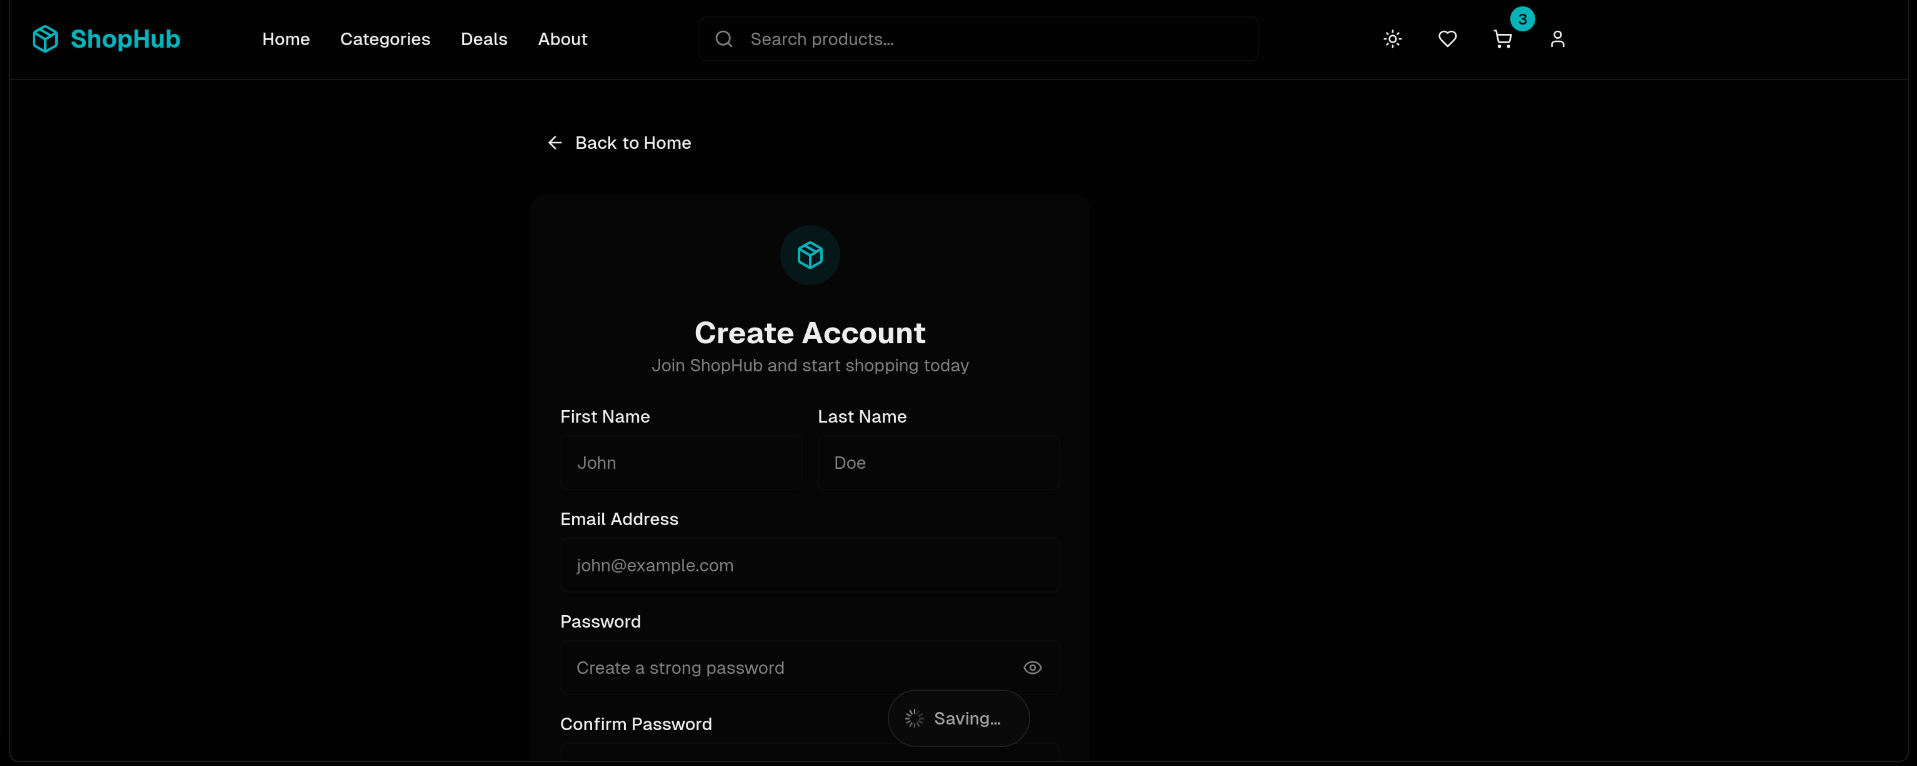 ShopHub
Home Categories Deals About
Search products...
3
Back to Home
Create Account
Join ShopHub and start shopping today
First Name Last Name
John Doe
Email Address
john@example.com
Password
Create a strong password
Saving...
Confirm Password